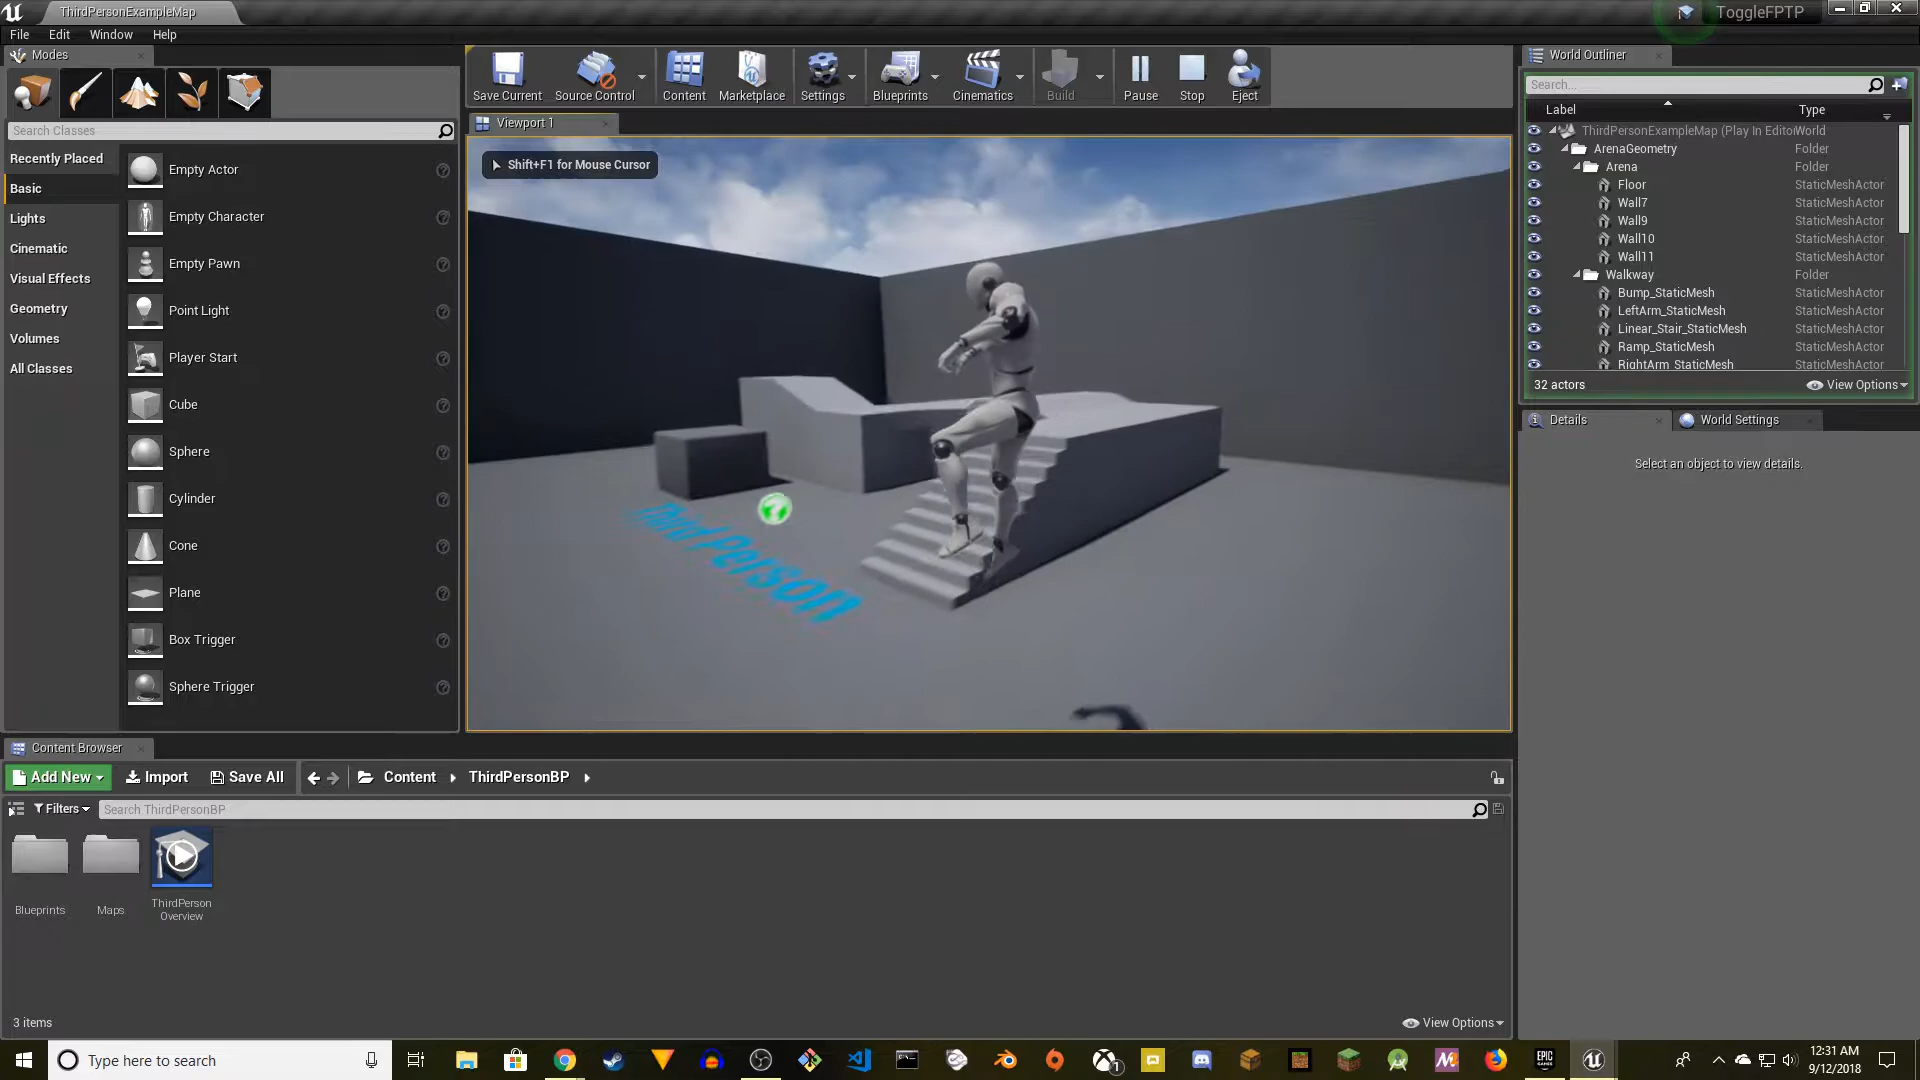 ThirdPersonExampleMap
ToggleFPTP
File Edit Window Help
Modes
Search Classes
Recently Placed
Basic
Lights
Cinematic
Visual Effects
Geometry
Volumes
All Classes
Empty Actor
Empty Character
Empty Pawn
Point Light
Player Start
Cube
Sphere
Cylinder
Cone
Plane
Box Trigger
Sphere Trigger
Save Current
Source Control
Content
Marketplace
Settings
Blueprints
Cinematics
Build
Pause
Stop
Eject
Viewport 1
Shift+F1 for Mouse Cursor
Third Person
World Outliner
Search...
Label Type
ThirdPersonExampleMap (Play In Editor World
ArenaGeometry Folder
Arena Folder
Floor StaticMeshActor
Wall7 StaticMeshActor
Wall9 StaticMeshActor
Wall10 StaticMeshActor
Wall11 StaticMeshActor
Walkway Folder
Bump_StaticMesh StaticMeshActor
LeftArm_StaticMesh StaticMeshActor
Linear_Stair_StaticMesh StaticMeshActor
Ramp_StaticMesh StaticMeshActor
RightArm_StaticMesh StaticMeshActor
32 actors View Options
Details World Settings
Select an object to view details.
Content Browser
Add New Import Save All Content ThirdPersonBP
Filters Search ThirdPersonBP
Blueprints
Maps
ThirdPerson
Overview
3 items View Options
Type here to search
EPIC
GAMES
1
12:31 AM
9/12/2018